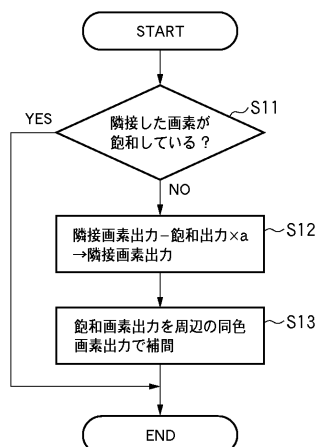 START
隣接した画素が
飽和している？
S11
YES
NO
隣接画素出力−飽和出力×a
→隣接画素出力
S12
飽和画素出力を周辺の同色
画素出力で補間
S13
END